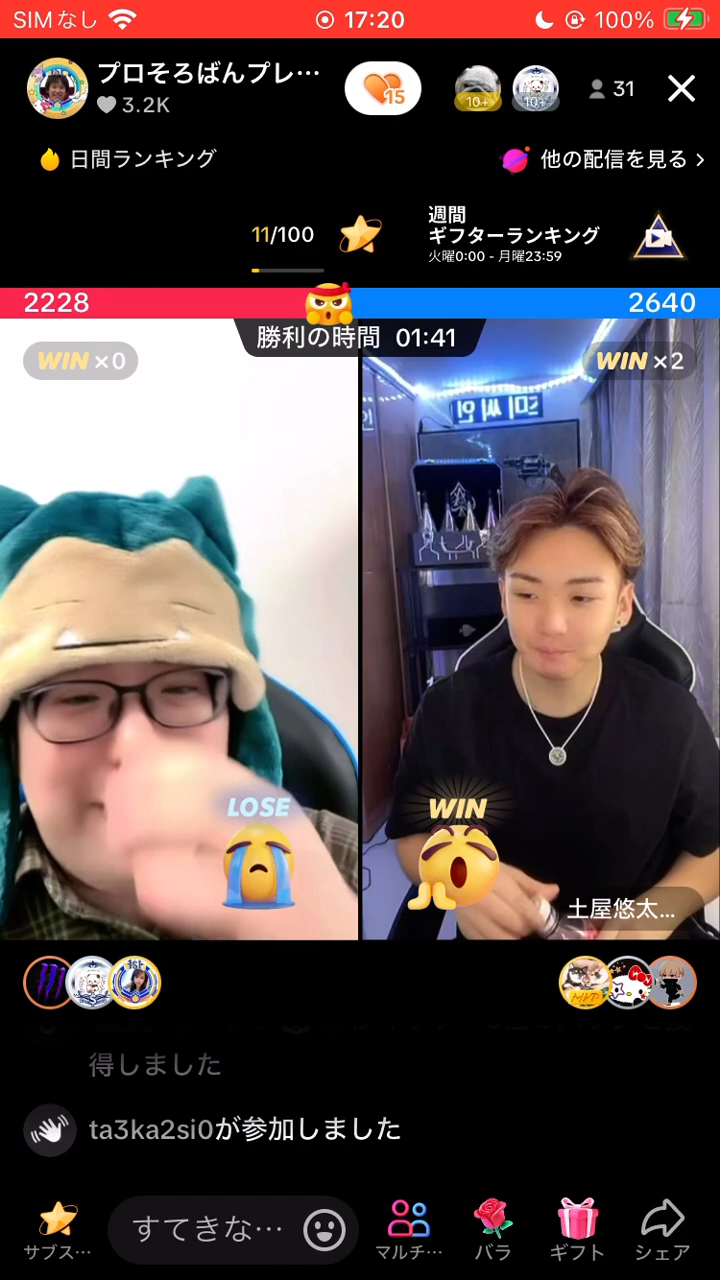 SIMなし
17:20
100%
プロそろばんプレ…
3.2K
15
10+
10+
31
日間ランキング
他の配信を見る
11/100
週間
ギフターランキング
火曜0:00 - 月曜23:59
2228
2640
勝利の時間 01:41
WIN ×0
WIN ×2
LOSE
WIN
土屋悠太…
得しました
ta3ka2si0が参加しました
すてきな…
サブス…
マルチ…
バラ
ギフト
シェア